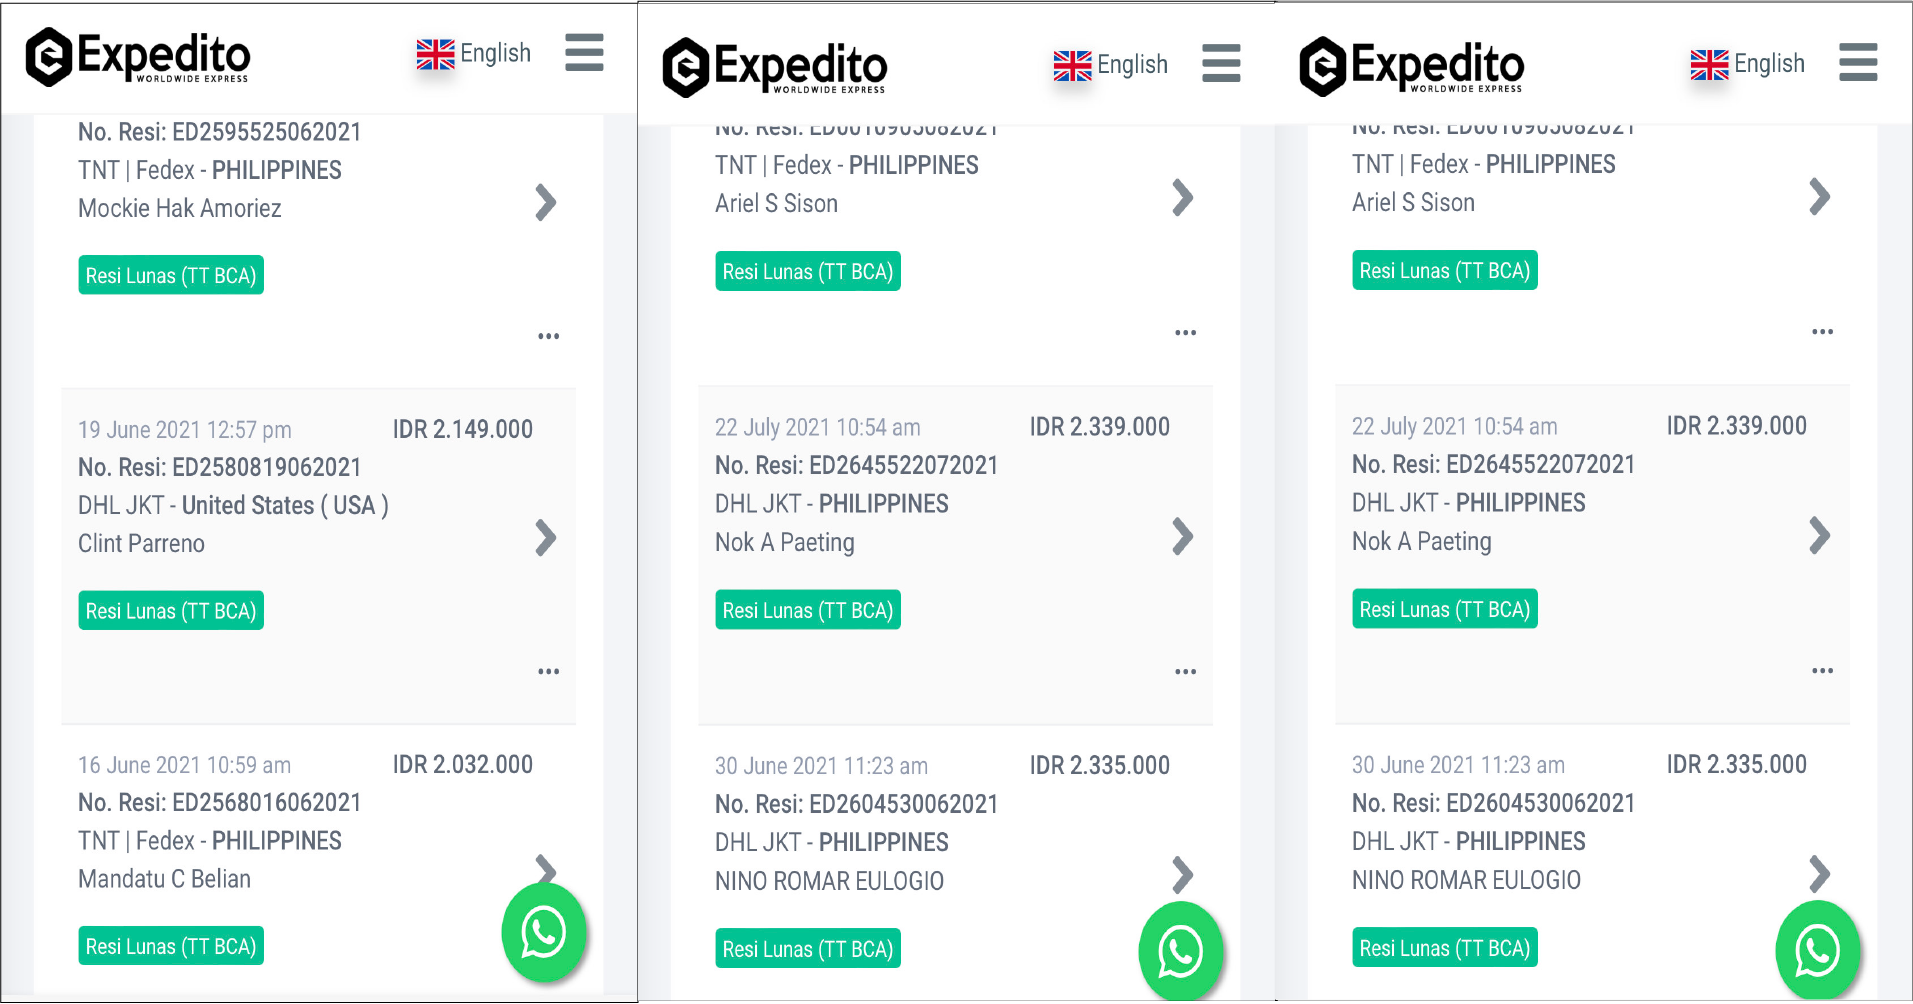 Expedito
WORLDWIDE EXPRESS
English
No. Resi: ED2595525062021
TNT | Fedex - PHILIPPINES
Mockie Hak Amoriez
Resi Lunas (TT BCA)
...
19 June 2021 12:57 pm IDR 2.149.000
No. Resi: ED2580819062021
DHL JKT - United States ( USA )
Clint Parreno
Resi Lunas (TT BCA)
...
16 June 2021 10:59 am IDR 2.032.000
No. Resi: ED2568016062021
TNT | Fedex - PHILIPPINES
Mandatu C Belian
Resi Lunas (TT BCA)
Expedito
WORLDWIDE EXPRESS
English
No. Resi: ED0010905082021
TNT | Fedex - PHILIPPINES
Ariel S Sison
Resi Lunas (TT BCA)
...
22 July 2021 10:54 am IDR 2.339.000
No. Resi: ED2645522072021
DHL JKT - PHILIPPINES
Nok A Paeting
Resi Lunas (TT BCA)
...
30 June 2021 11:23 am IDR 2.335.000
No. Resi: ED2604530062021
DHL JKT - PHILIPPINES
NINO ROMAR EULOGIO
Resi Lunas (TT BCA)
Expedito
WORLDWIDE EXPRESS
English
No. Resi: ED0010905082021
TNT | Fedex - PHILIPPINES
Ariel S Sison
Resi Lunas (TT BCA)
...
22 July 2021 10:54 am IDR 2.339.000
No. Resi: ED2645522072021
DHL JKT - PHILIPPINES
Nok A Paeting
Resi Lunas (TT BCA)
...
30 June 2021 11:23 am IDR 2.335.000
No. Resi: ED2604530062021
DHL JKT - PHILIPPINES
NINO ROMAR EULOGIO
Resi Lunas (TT BCA)